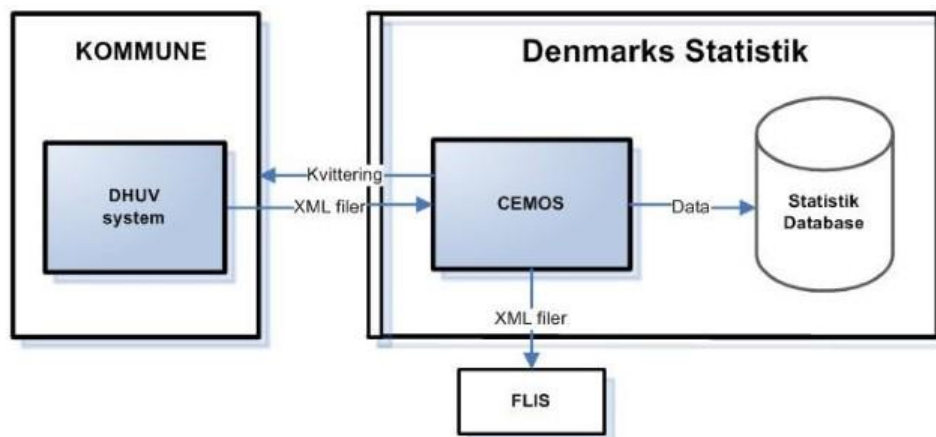 KOMMUNE
Denmarks Statistik
DHUV
system
Kvittering
XML filer
CEMOS
Data
Statistik
Database
XML filer
FLIS